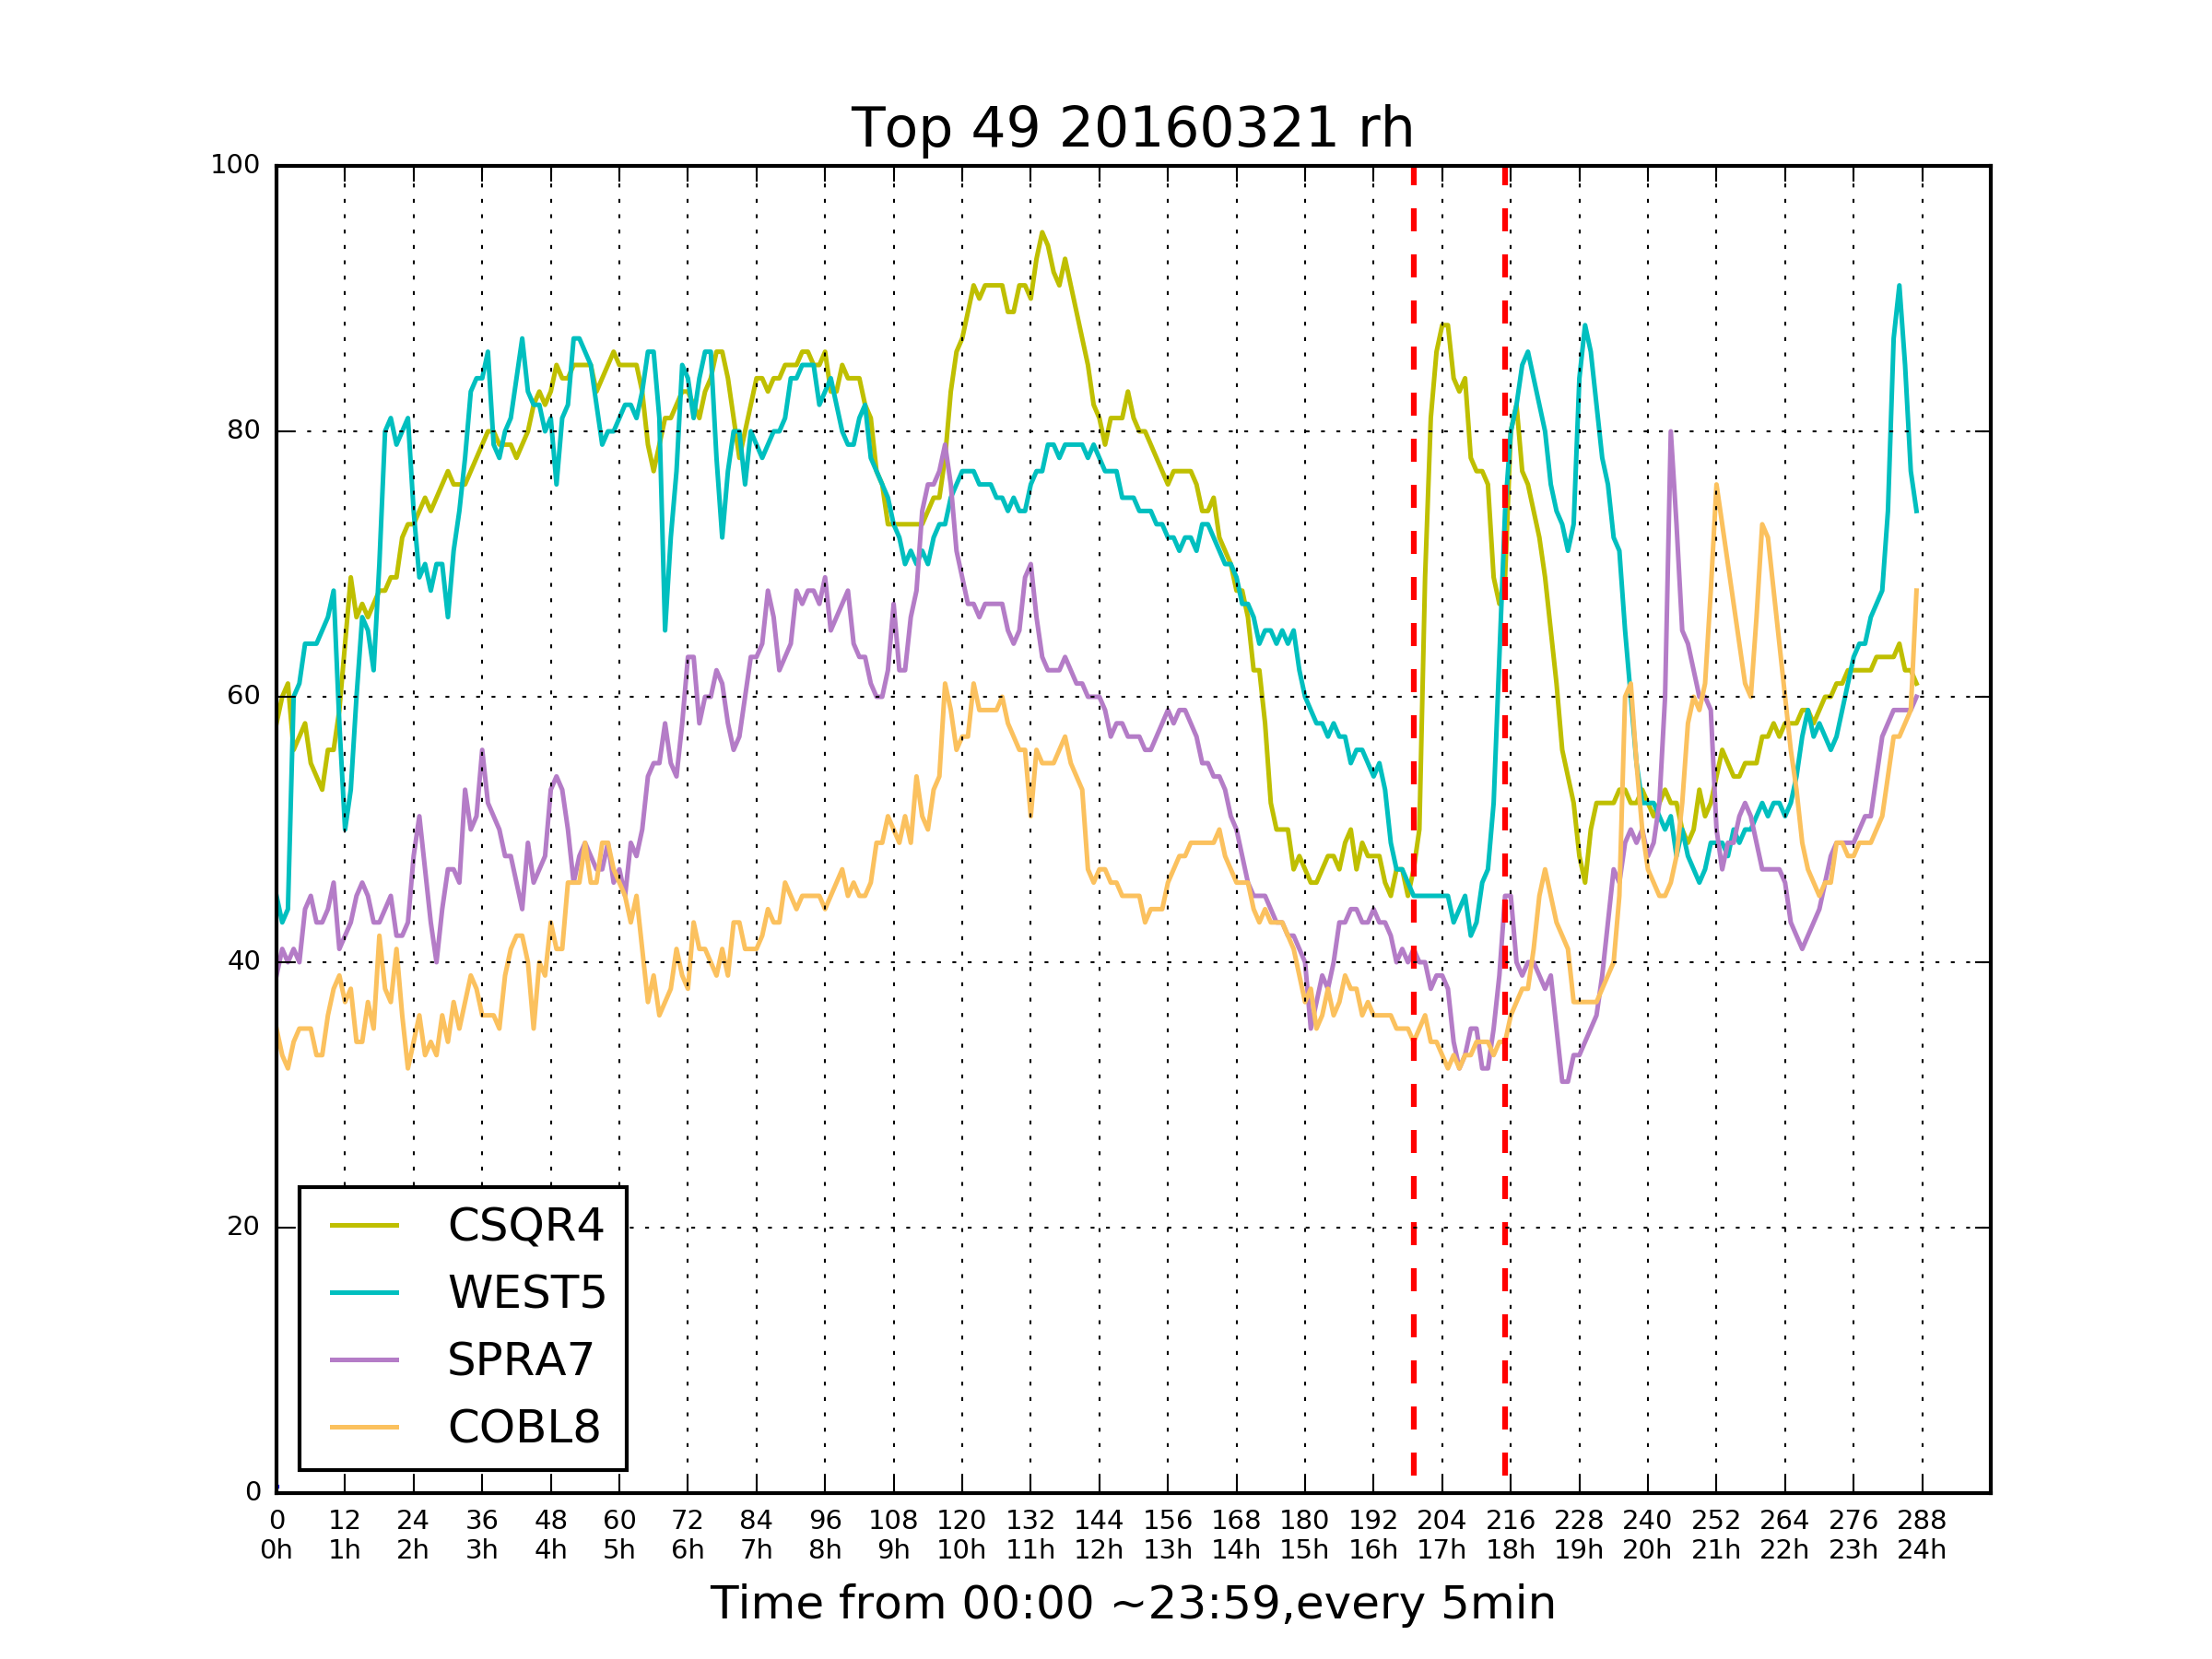 Top 49 20160321 rh
100
80
60
40
20
0
CSQR4
WEST5
SPRA7
COBL8
0 12 24 36 48 60 72 84 96 108 120 132 144 156 168 180 192 204 216 228 240 252 264 276 288
0h 1h 2h 3h 4h 5h 6h 7h 8h 9h 10h 11h 12h 13h 14h 15h 16h 17h 18h 19h 20h 21h 22h 23h 24h
Time from 00:00 ~23:59,every 5min